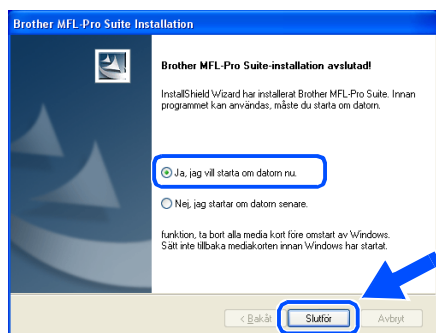 Brother MFL-Pro Suite Installation
Brother MFL-Pro Suite-installation avslutad!
InstallShield Wizard har installerat Brother MFL-Pro Suite. Innan
programmet kan användas, måste du starta om datorn.
Ja, jag vill starta om datorn nu.
Nej, jag startar om datorn senare.
funktion, ta bort alla media kort före omstart av Windows.
Sätt inte tillbaka mediakorten innan Windows har startat.
< Bakåt
Slutför
Avbryt